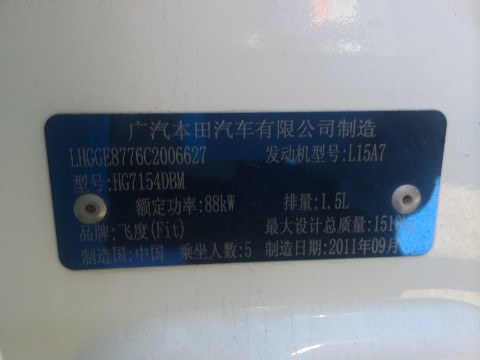 广汽本田汽车有限公司制造
LHGGE8776C2006627 发动机型号:L15A7
型号:HG7154DBM
额定功率:88kW 排量:1.5L
品牌:飞度(Fit) 最大设计总质量:1510
制造国:中国 乘坐人数:5 制造日期:2011年09月